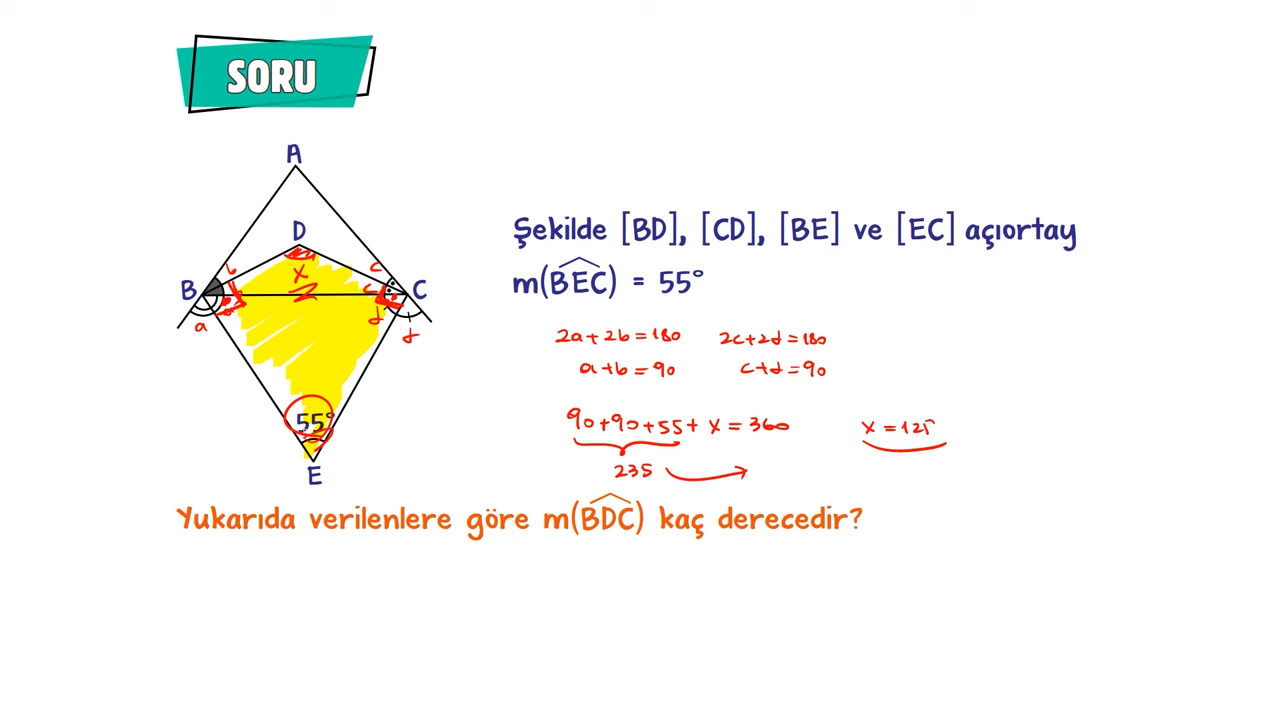 SORU
A
D
b
c
x
B
b
c
C
a
a
d
d
55°
E
Şekilde [BD], [CD], [BE] ve [EC] açıortay
m(BEC) = 55°
2a+2b=180
2c+2d=180
a+b=90
c+d=90
90+90+55+x=360
x=125
235
Yukarıda verilenlere göre m(BDC) kaç derecedir?